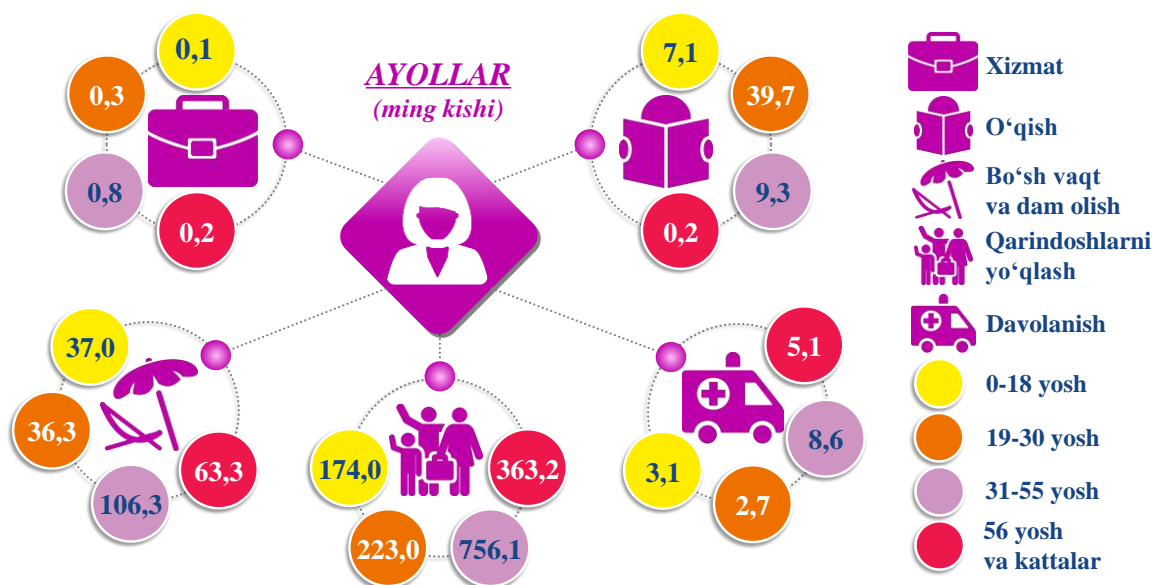 AYOLLAR
(ming kishi)
0,1
0,3
0,8
0,2
7,1
39,7
9,3
0,2
37,0
36,3
106,3
63,3
174,0
223,0
756,1
363,2
5,1
8,6
2,7
3,1
Xizmat
O‘qish
Bo‘sh vaqt
va dam olish
Qarindoshlarni
yo‘qlash
Davolanish
0-18 yosh
19-30 yosh
31-55 yosh
56 yosh
va kattalar